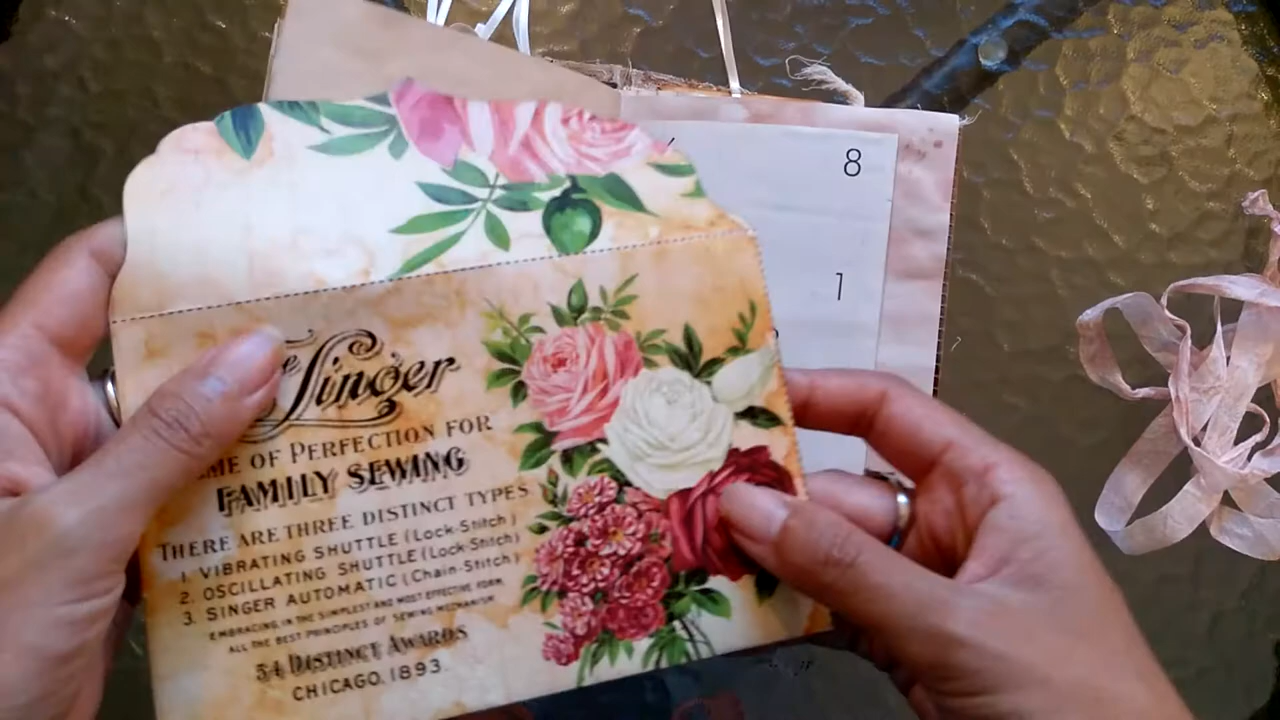 Singer
OF PERFECTION FOR
FAMILY SEWING
THERE ARE THREE DISTINCT TYPES
1. VIBRATING SHUTTLE (Lock-Stitch)
2. OSCILLATING SHUTTLE (Lock-Stitch)
3. SINGER AUTOMATIC (Chain-Stitch)
EMBRACING IN THE SIMPLEST AND MOST EFFECTIVE FORM
ALL THE BEST PRINCIPLES OF SEWING MECHANISM
54 DISTINCT AWARDS
CHICAGO, 1893.
8
1